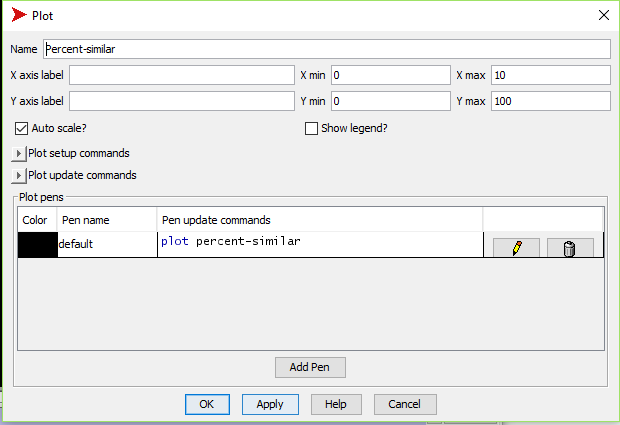 Plot
Name Percent-similar
X axis label X min 0 X max 10
Y axis label Y min 0 Y max 100
Auto scale? Show legend?
Plot setup commands
Plot update commands
Plot pens
Color Pen name Pen update commands
default plot percent-similar
Add Pen
OK Apply Help Cancel